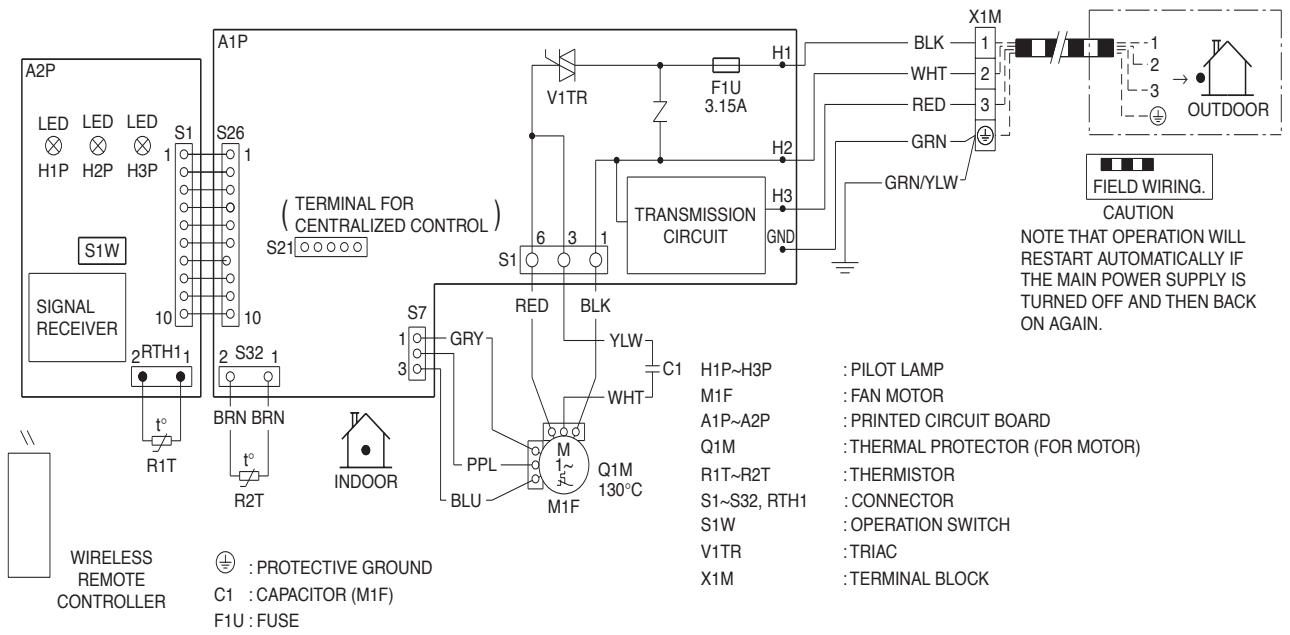 X1M
A1P
A2P
H1
BLK
1
1
V1TR
F1U
3.15A
WHT
2
2
RED
3
3
OUTDOOR
LED LED LED
H1P H2P H3P
S1 S26
1 1
H2
GRN
GRN/YLW
FIELD WIRING.
(TERMINAL FOR
CENTRALIZED CONTROL)
S21
TRANSMISSION
CIRCUIT
H3
GND
CAUTION
NOTE THAT OPERATION WILL
RESTART AUTOMATICALLY IF
THE MAIN POWER SUPPLY IS
TURNED OFF AND THEN BACK
ON AGAIN.
S1W
S1
6 3 1
SIGNAL
RECEIVER
10 10
RED BLK
S7
1
3
GRY
YLW
C1
WHT
2 RTH1 1
2 S32 1
BRN BRN
t°
R1T
t°
R2T
INDOOR
PPL
BLU
M
1~
M1F
Q1M
130°C
H1P~H3P : PILOT LAMP
M1F : FAN MOTOR
A1P~A2P : PRINTED CIRCUIT BOARD
Q1M : THERMAL PROTECTOR (FOR MOTOR)
R1T~R2T : THERMISTOR
S1~S32, RTH1 : CONNECTOR
S1W : OPERATION SWITCH
V1TR : TRIAC
X1M : TERMINAL BLOCK
WIRELESS
REMOTE
CONTROLLER
: PROTECTIVE GROUND
C1 : CAPACITOR (M1F)
F1U : FUSE